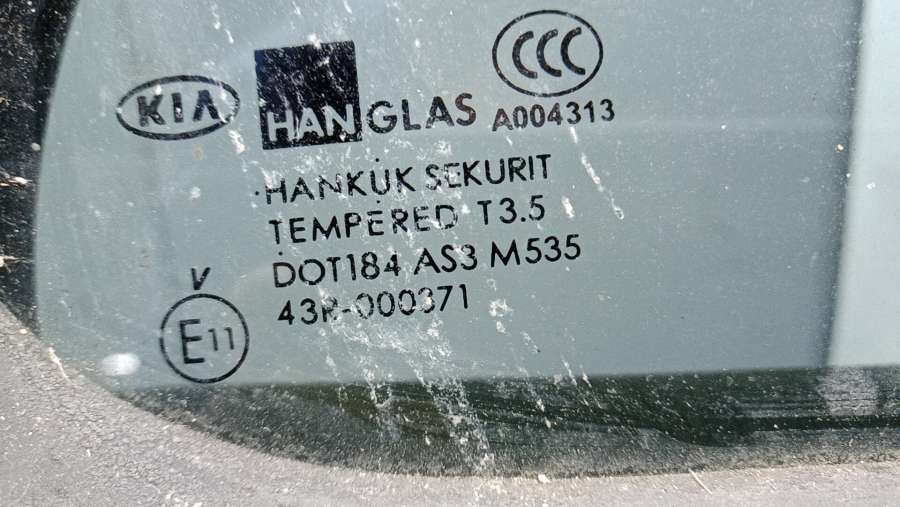 KIA HANGLAS CCC
A004313
HANKUK SEKURIT
TEMPERED T3.5
DOT184 AS3 M535
43R-000371
V
E11